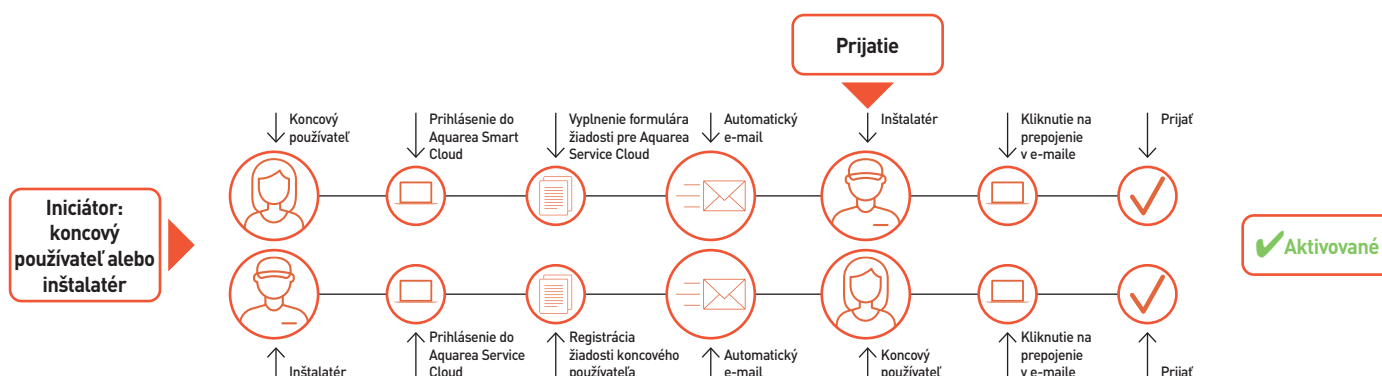 Prijatie
Koncový
používateľ
Prihlásenie do
Aquarea Smart
Cloud
Vyplnenie formulára
žiadosti pre Aquarea
Service Cloud
Automatický
e-mail
Inštalatér
Kliknutie na
prepojenie
v e-maile
Prijať
Iniciátor:
koncový
používateľ alebo
inštalatér
Aktivované
Inštalatér
Prihlásenie do
Aquarea Service
Cloud
Registrácia
žiadosti koncového
používateľa
Automatický
e-mail
Koncový
používateľ
Kliknutie na
prepojenie
v e-maile
Prijať